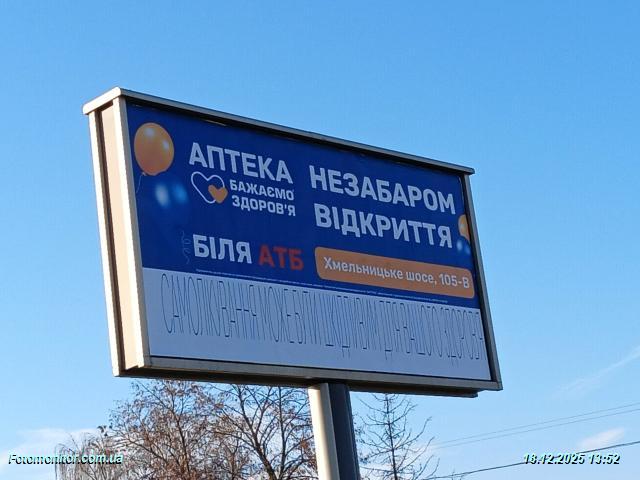 АПТЕКА
БАЖАЄМО
ЗДОРОВ'Я
НЕЗАБАРОМ
ВІДКРИТТЯ
БІЛЯ АТБ
Хмельницьке шосе, 105-В
САМОЛІКУВАННЯ МОЖЕ БУТИ ШКІДЛИВИМ ДЛЯ ВАШОГО ЗДОРОВ'Я
Fotomonitor.com.ua
18.12.2025 13:52